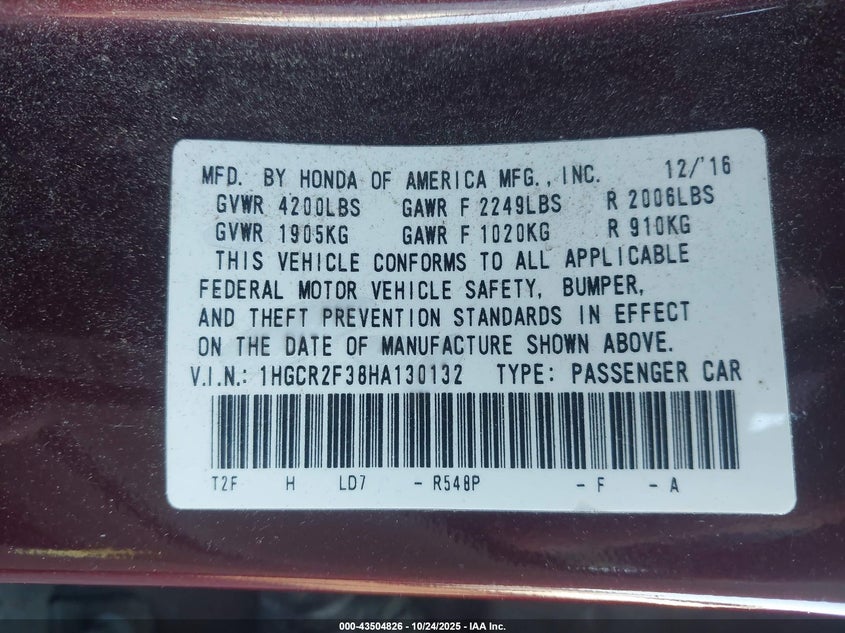 MFD. BY HONDA OF AMERICA MFG., INC. 12/'16
GVWR 4200LBS GAWR F 2249LBS R 2006LBS
GVWR 1905KG GAWR F 1020KG R 910KG
THIS VEHICLE CONFORMS TO ALL APPLICABLE
FEDERAL MOTOR VEHICLE SAFETY, BUMPER,
AND THEFT PREVENTION STANDARDS IN EFFECT
ON THE DATE OF MANUFACTURE SHOWN ABOVE.
V.I.N.: 1HGCR2F38HA130132 TYPE: PASSENGER CAR
T2F H LD7 - R548P - F - A
000-43504826 - 10/24/2025 - IAA Inc.